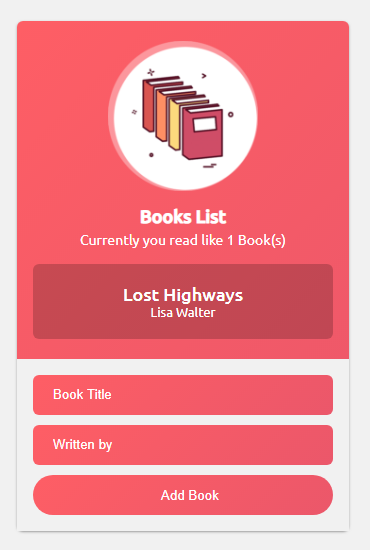 Books List
Currently you read like 1 Book(s)
Lost Highways
Lisa Walter
Book Title
Written by
Add Book